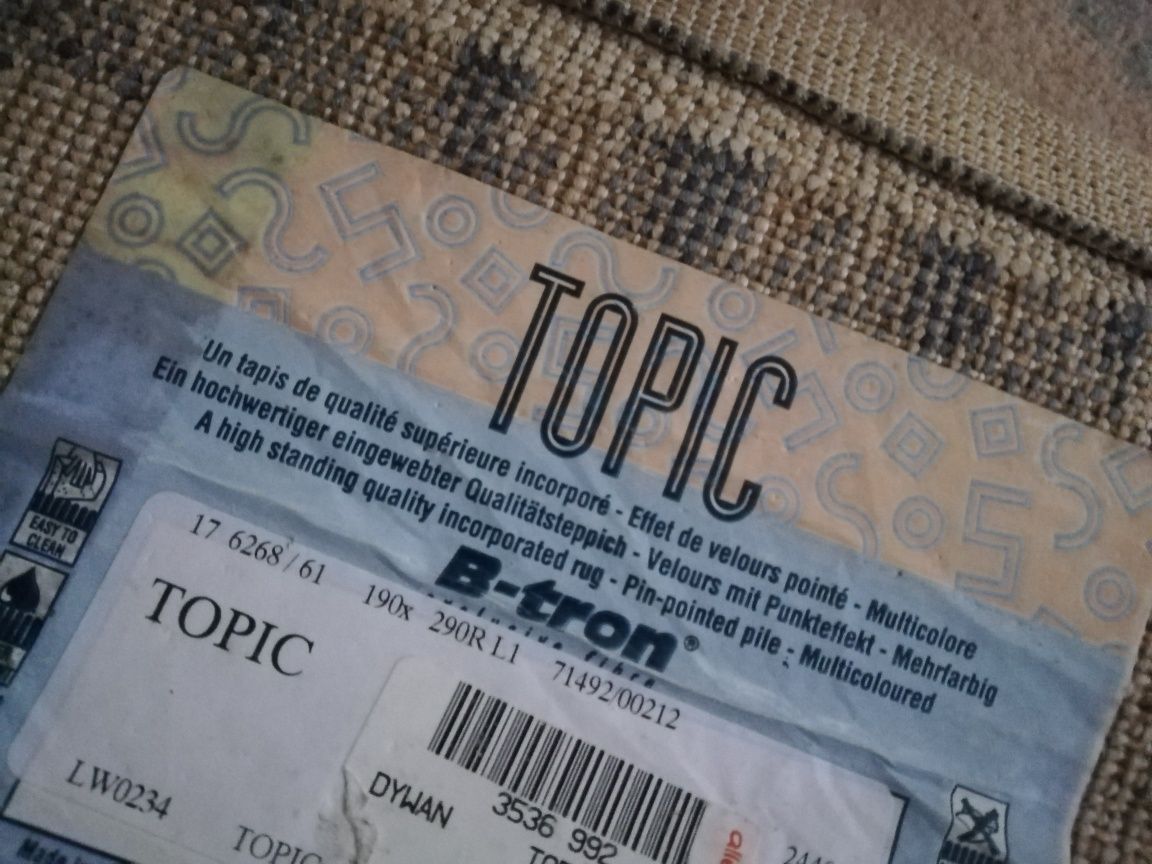 TOPIC
Un tapis de qualité supérieure incorporé - Effet de velours pointé - Multicolore
Ein hochwertiger eingewebter Qualitätsteppich - Velours mit Punkteffekt - Mehrfarbig
A high standing quality incorporated rug - Pin-pointed pile - Multicoloured
B-tron®
EASY TO
CLEAN
17 6268/61 190x 290R L1 71492/00212
TOPIC
DYWAN 3536 992
LW0234
TOPIC
Made